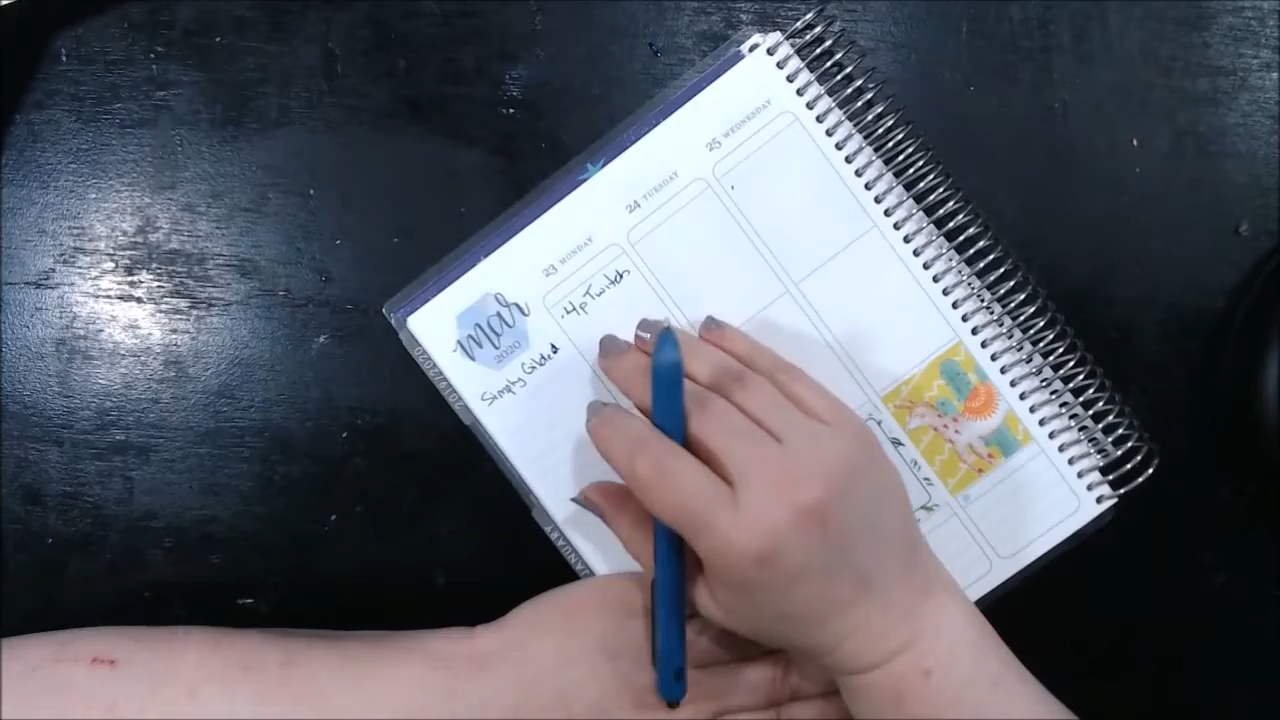 25 WEDNESDAY
24 TUESDAY
23 MONDAY
.4p Twitch
mar
2020
Simply Gilded
2019/2020
JANUARY